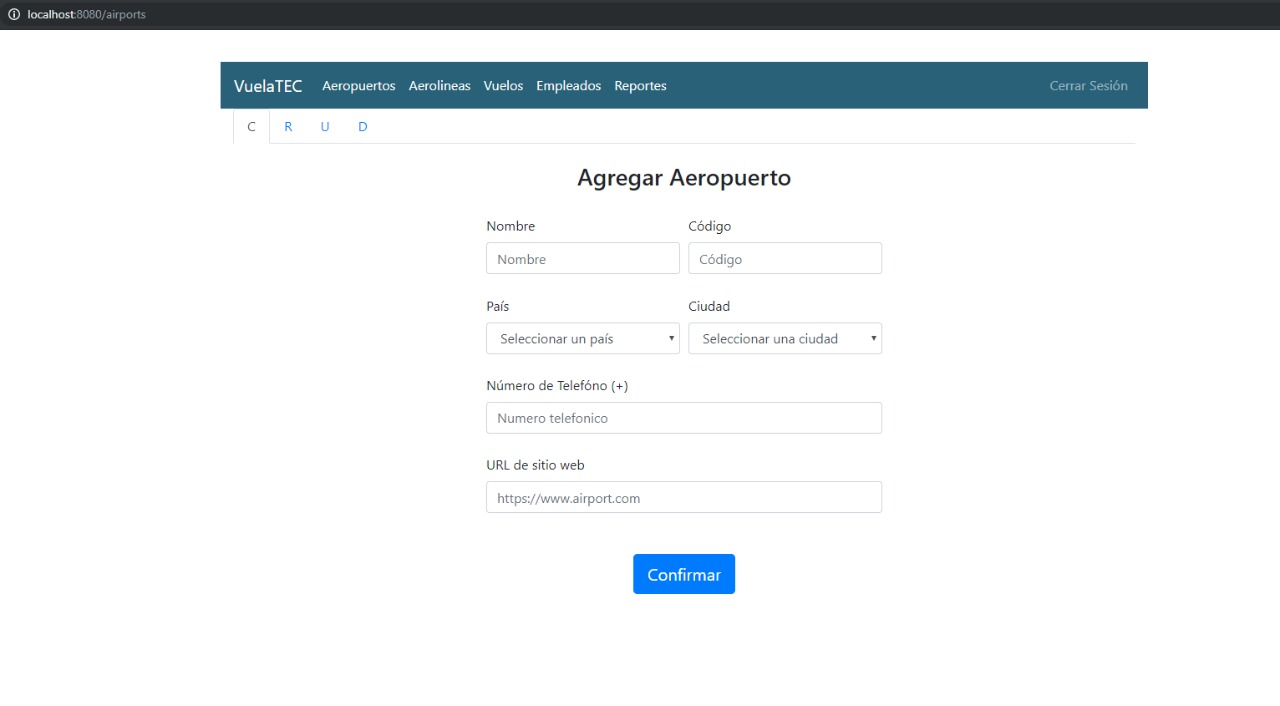 localhost:8080/airports
VuelaTEC Aeropuertos Aerolineas Vuelos Empleados Reportes Cerrar Sesión
C R U D
Agregar Aeropuerto
Nombre Código
Nombre Código
País Ciudad
Seleccionar un país Seleccionar una ciudad
Número de Telefóno (+)
Numero telefonico
URL de sitio web
https://www.airport.com
Confirmar